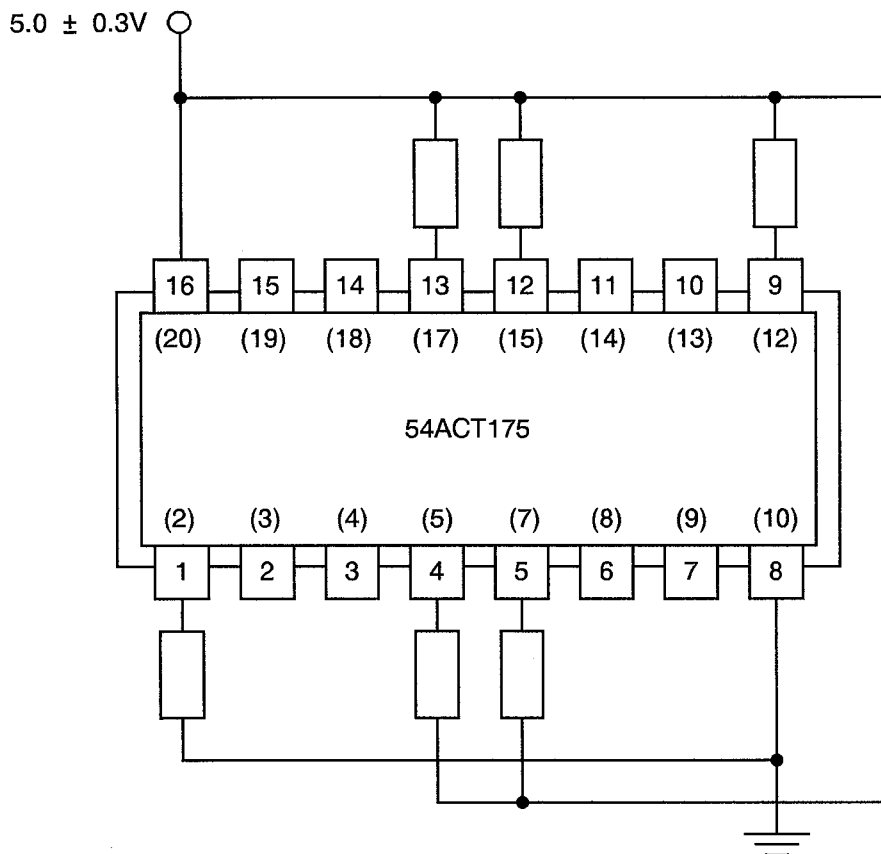 5.0 ± 0.3V
16 15 14 13 12 11 10 9
(20) (19) (18) (17) (15) (14) (13) (12)
54ACT175
(2) (3) (4) (5) (7) (8) (9) (10)
1 2 3 4 5 6 7 8